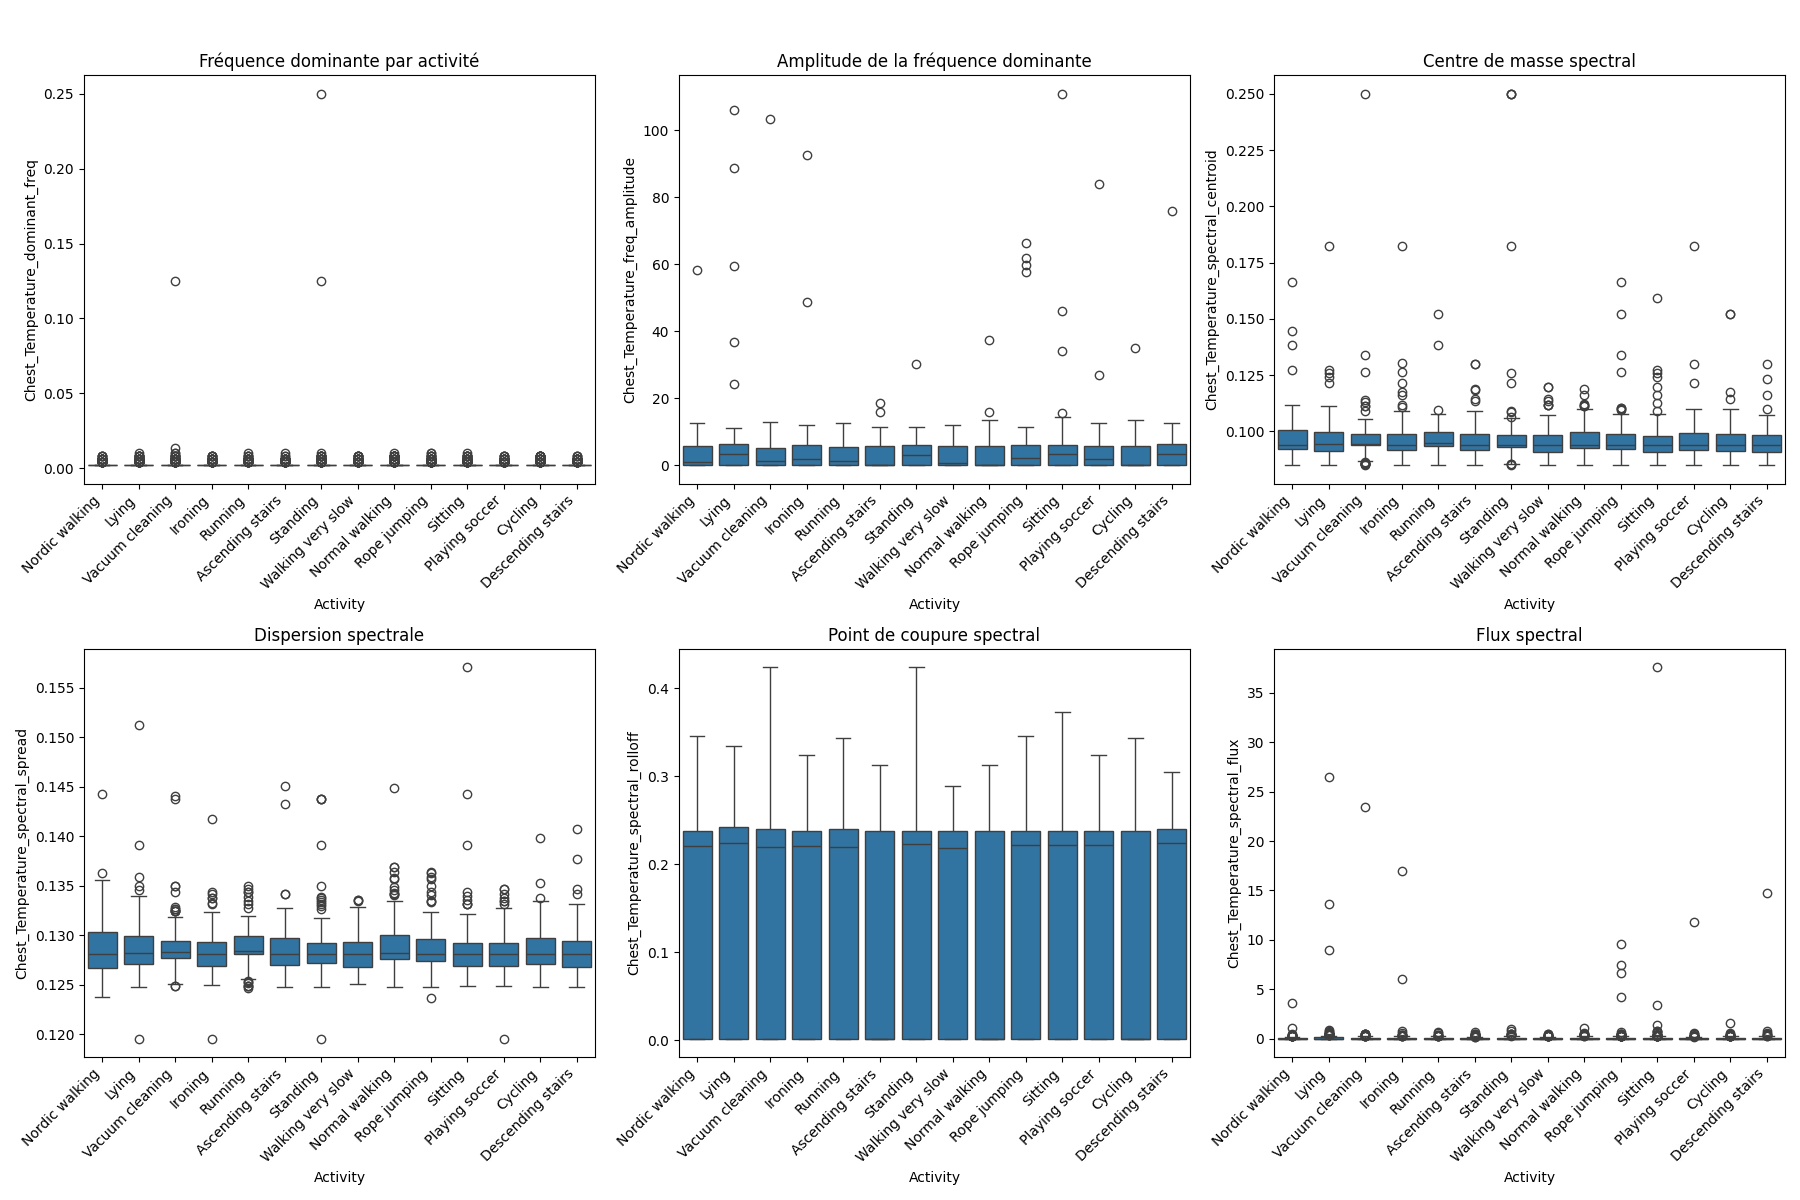 Fréquence dominante par activité
Chest_Temperature_dominant_freq
0.25
0.20
0.15
0.10
0.05
0.00
Nordic walking
Lying
Vacuum cleaning
Ironing
Running
Ascending stairs
Standing
Walking very slow
Normal walking
Rope jumping
Sitting
Playing soccer
Cycling
Descending stairs
Activity
Amplitude de la fréquence dominante
Chest_Temperature_freq_amplitude
100
80
60
40
20
0
Nordic walking
Lying
Vacuum cleaning
Ironing
Running
Ascending stairs
Standing
Walking very slow
Normal walking
Rope jumping
Sitting
Playing soccer
Cycling
Descending stairs
Activity
Centre de masse spectral
Chest_Temperature_spectral_centroid
0.250
0.225
0.200
0.175
0.150
0.125
0.100
Nordic walking
Lying
Vacuum cleaning
Ironing
Running
Ascending stairs
Standing
Walking very slow
Normal walking
Rope jumping
Sitting
Playing soccer
Cycling
Descending stairs
Activity
Dispersion spectrale
Chest_Temperature_spectral_spread
0.155
0.150
0.145
0.140
0.135
0.130
0.125
0.120
Nordic walking
Lying
Vacuum cleaning
Ironing
Running
Ascending stairs
Standing
Walking very slow
Normal walking
Rope jumping
Sitting
Playing soccer
Cycling
Descending stairs
Activity
Point de coupure spectral
Chest_Temperature_spectral_rolloff
0.4
0.3
0.2
0.1
0.0
Nordic walking
Lying
Vacuum cleaning
Ironing
Running
Ascending stairs
Standing
Walking very slow
Normal walking
Rope jumping
Sitting
Playing soccer
Cycling
Descending stairs
Activity
Flux spectral
Chest_Temperature_spectral_flux
35
30
25
20
15
10
5
0
Nordic walking
Lying
Vacuum cleaning
Ironing
Running
Ascending stairs
Standing
Walking very slow
Normal walking
Rope jumping
Sitting
Playing soccer
Cycling
Descending stairs
Activity